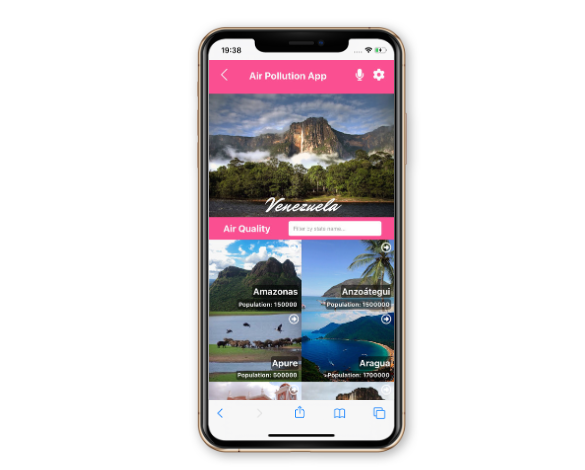 19:38
Air Pollution App
Venezuela
Air Quality
Filter by state name...
Amazonas
Population: 150000
Anzoátegui
Population: 1500000
Apure
Population: 500000
Aragua
Population: 1700000